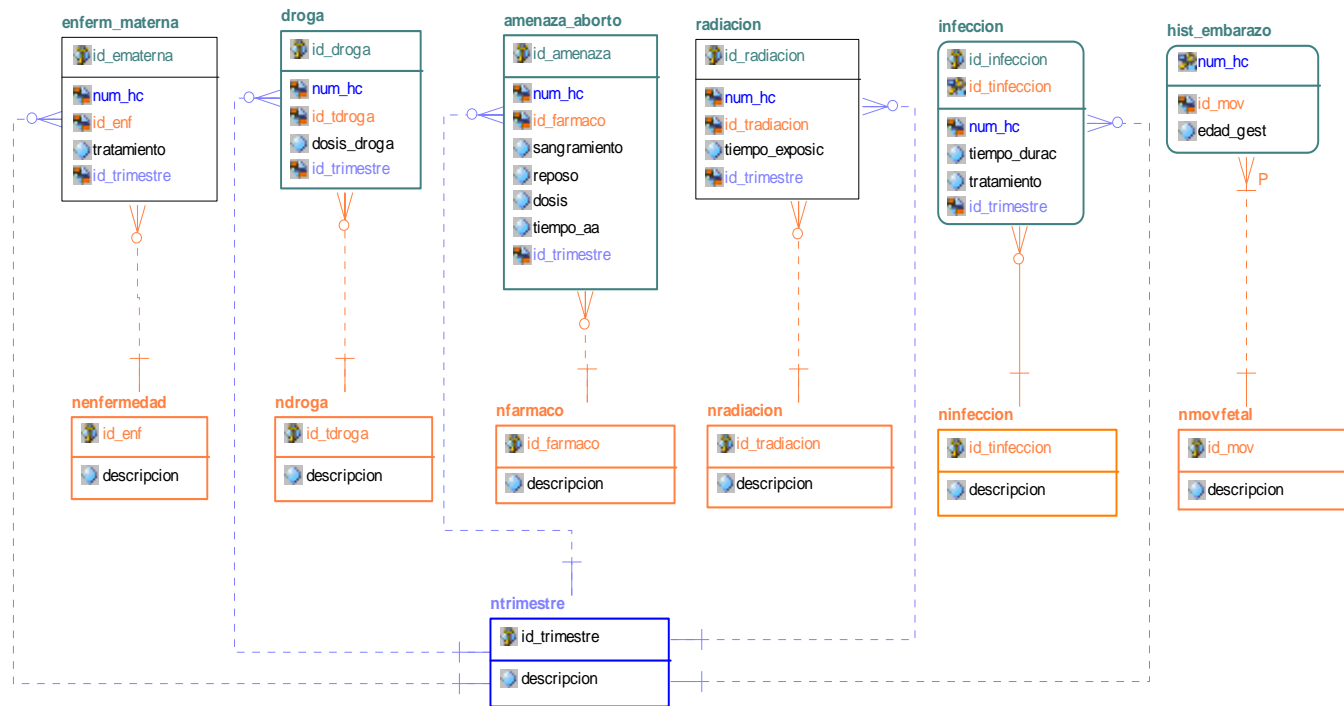 enferm_materna
id_ematerna
num_hc
id_enf
tratamiento
id_trimestre
droga
id_droga
num_hc
id_tdroga
dosis_droga
id_trimestre
amenaza_aborto
id_amenaza
num_hc
id_farmaco
sangramiento
reposo
dosis
tiempo_aa
id_trimestre
radiacion
id_radiacion
num_hc
id_tradiacion
tiempo_exposic
id_trimestre
infeccion
id_infeccion
id_tinfeccion
num_hc
tiempo_durac
tratamiento
id_trimestre
hist_embarazo
num_hc
id_mov
edad_gest
P
nenfermedad
id_enf
descripcion
ndroga
id_tdroga
descripcion
nfarmaco
id_farmaco
descripcion
nradiacion
id_tradiacion
descripcion
ninfeccion
id_tinfeccion
descripcion
nmovfetal
id_mov
descripcion
ntrimestre
id_trimestre
descripcion